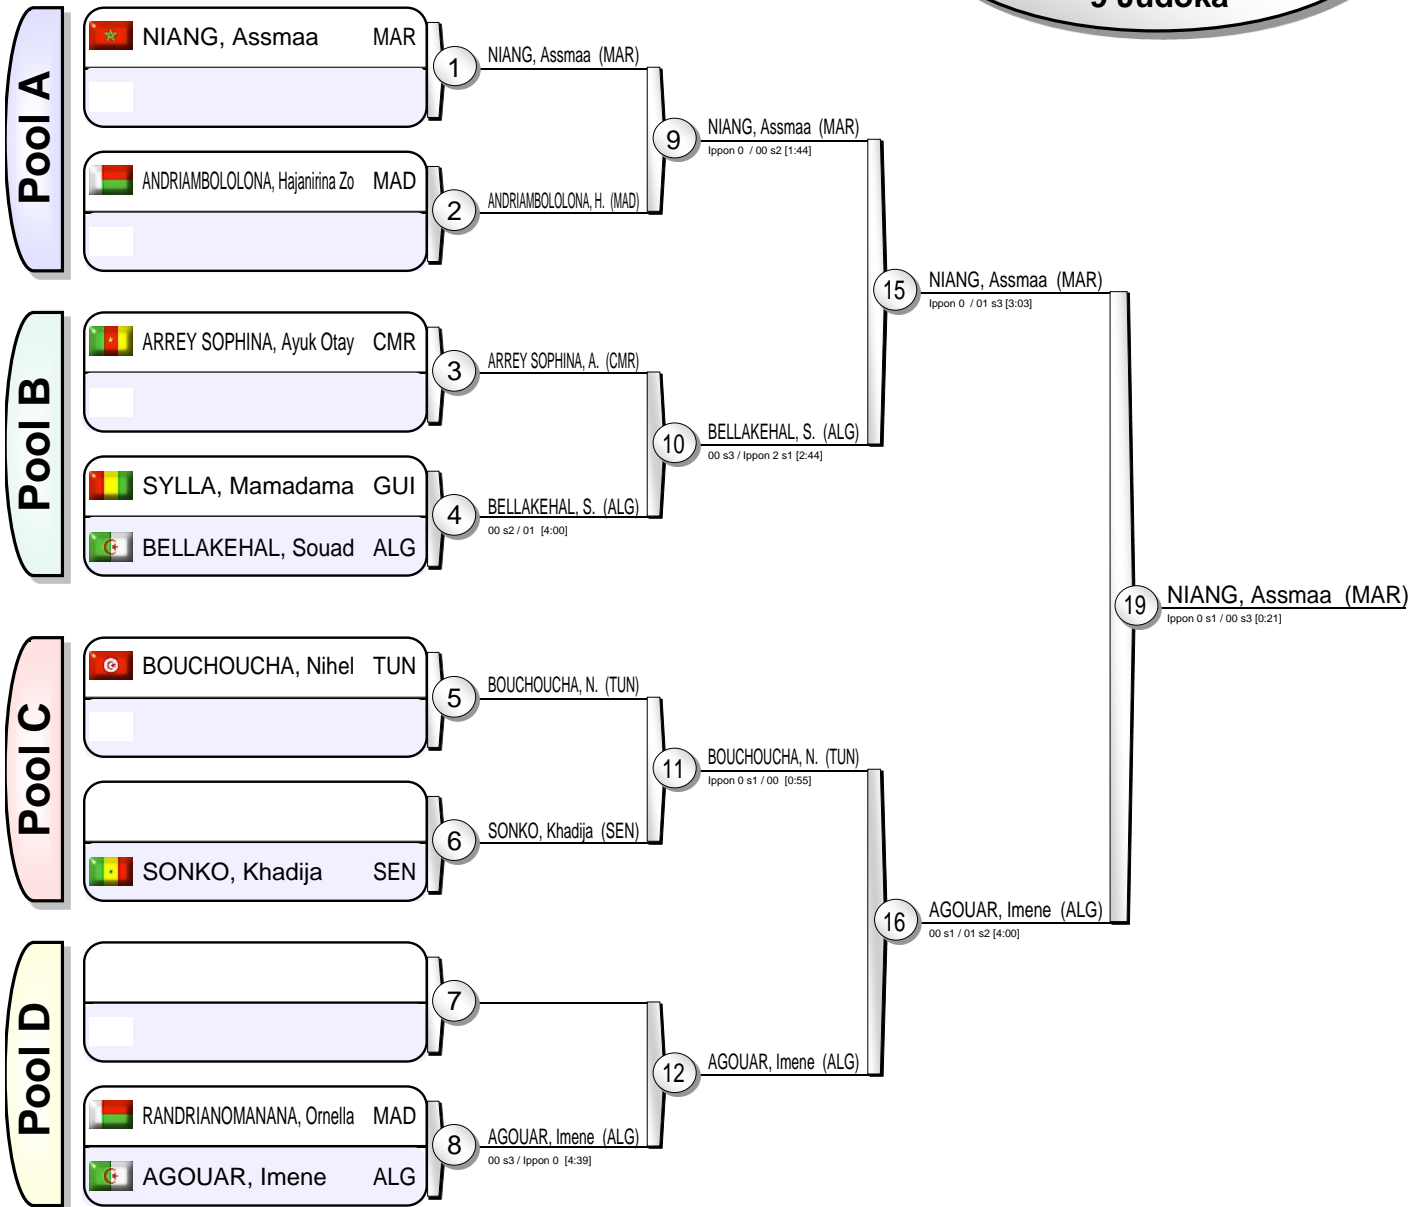 9 Judoka
Pool A
NIANG, Assmaa MAR
ANDRIAMBOLOLONA, Hajanirina Zo MAD
Pool B
ARREY SOPHINA, Ayuk Otay CMR
SYLLA, Mamadama GUI
BELLAKEHAL, Souad ALG
Pool C
BOUCHOUCHA, Nihel TUN
SONKO, Khadija SEN
Pool D
RANDRIANOMANANA, Ornella MAD
AGOUAR, Imene ALG
1
NIANG, Assmaa (MAR)
2
ANDRIAMBOLOLONA, H. (MAD)
3
ARREY SOPHINA, A. (CMR)
4
BELLAKEHAL, S. (ALG)
00 s2 / 01 [4:00]
5
BOUCHOUCHA, N. (TUN)
6
SONKO, Khadija (SEN)
7
8
AGOUAR, Imene (ALG)
00 s3 / Ippon 0 [4:39]
9
NIANG, Assmaa (MAR)
Ippon 0 / 00 s2 [1:44]
10
BELLAKEHAL, S. (ALG)
00 s3 / Ippon 2 s1 [2:44]
11
BOUCHOUCHA, N. (TUN)
Ippon 0 s1 / 00 [0:55]
12
AGOUAR, Imene (ALG)
15
NIANG, Assmaa (MAR)
Ippon 0 / 01 s3 [3:03]
16
AGOUAR, Imene (ALG)
00 s1 / 01 s2 [4:00]
19
NIANG, Assmaa (MAR)
Ippon 0 s1 / 00 s3 [0:21]